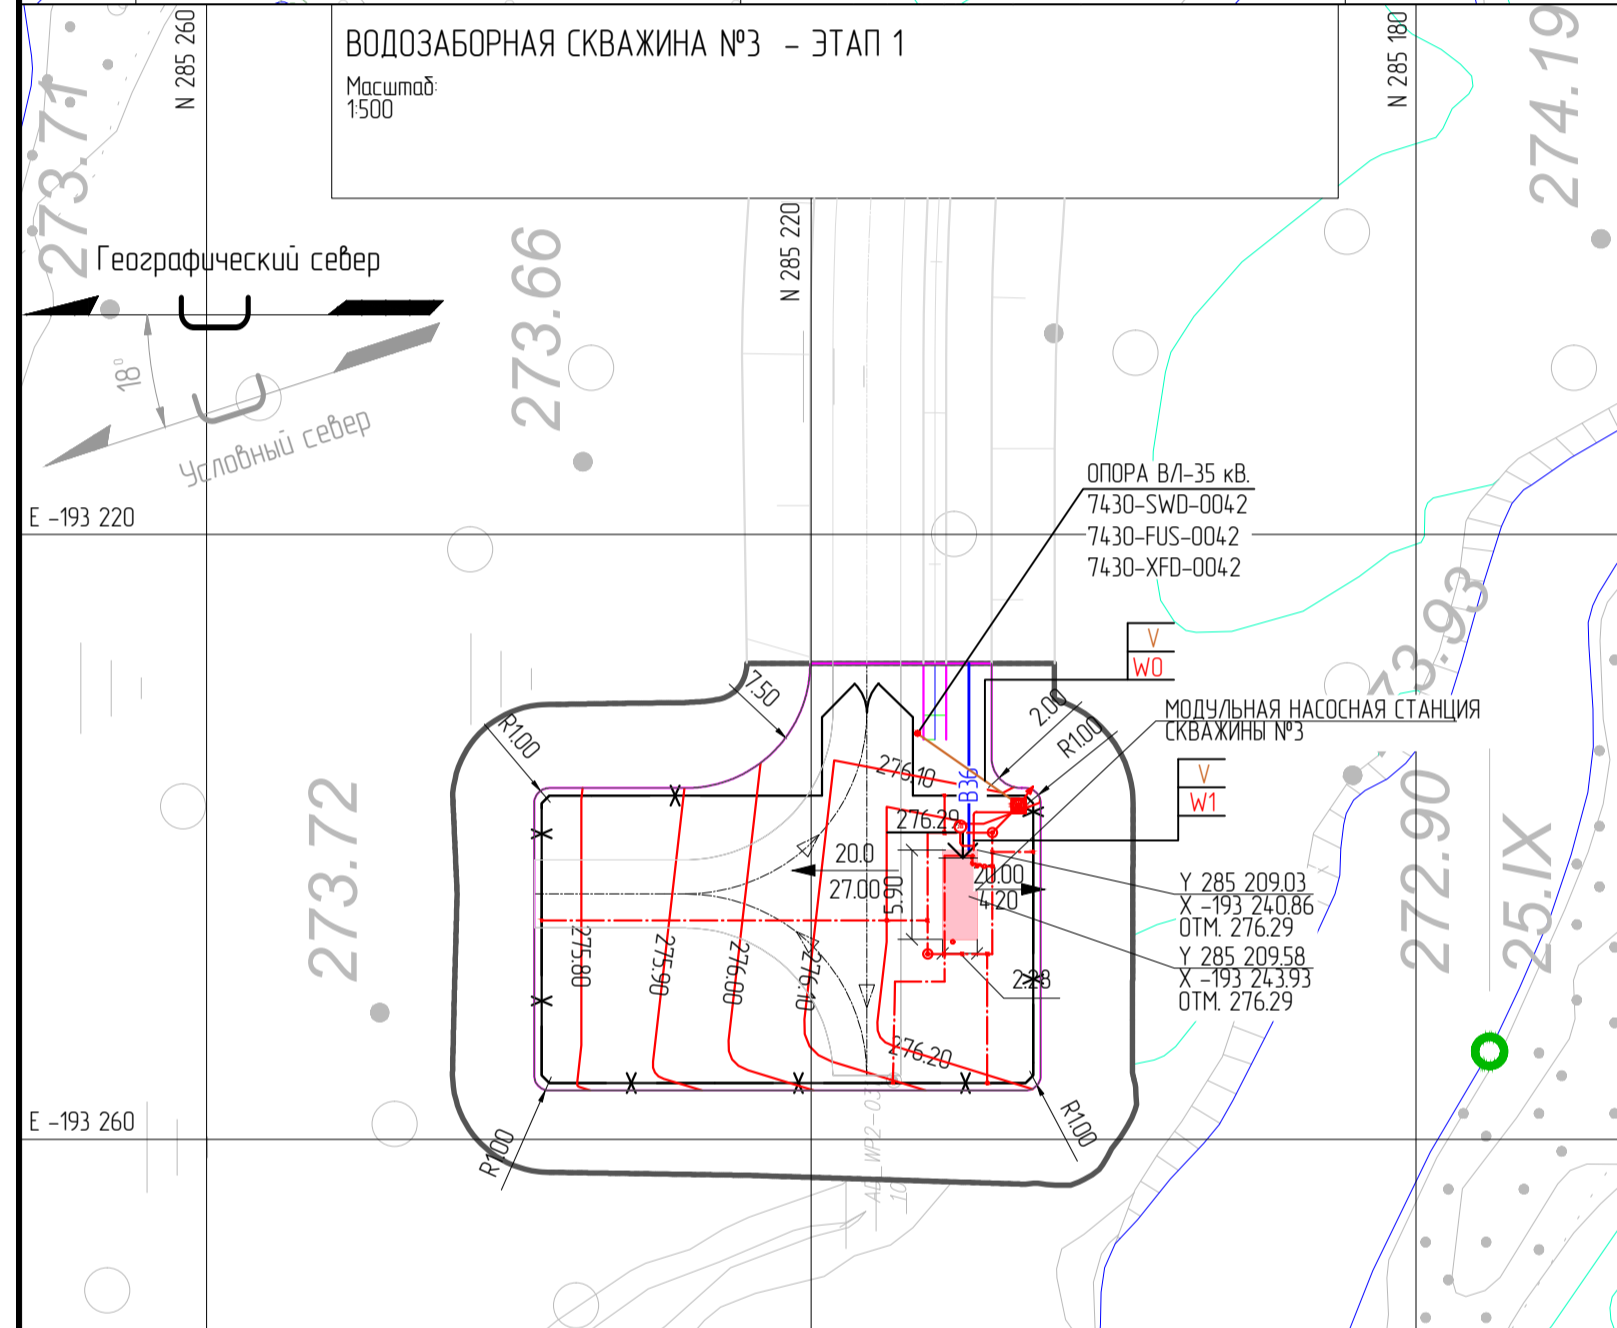 ВОДОЗАБОРНАЯ СКВАЖИНА №3 – ЭТАП 1
Масштаб:
1:500
N 285 260
N 285 220
N 285 180
273.71
274.19
273.66
Географический север
18°
Условный север
E -193 220
ОПОРА ВЛ-35 кВ.
7430-SWD-0042
7430-FUS-0042
7430-XFD-0042
V
W0
МОДУЛЬНАЯ НАСОСНАЯ СТАНЦИЯ
СКВАЖИНЫ №3
V
W1
7.50
2.00
R1.00
R1.00
276.10
B36
276.29
20.0
27.00
5.60
20.00
4.20
2.28
275.80
275.90
276.00
276.10
276.20
Y 285 209.03
X -193 240.86
ОТМ. 276.29
Y 285 209.58
X -193 243.93
ОТМ. 276.29
273.72
73.93
272.90
25.IX
E -193 260
R1.00
R1.00